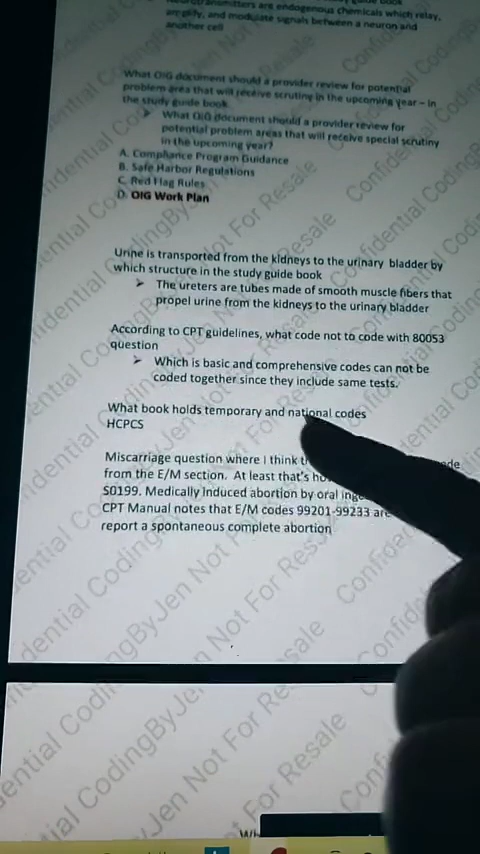 Neurotransmitters are endogenous chemicals which relay,
amplify, and modulate signals between a neuron and
another cell
What OIG document should a provider review for potential
problem area that will receive scrutiny in the upcoming year – in
the study guide book
➢ What OIG document should a provider review for
potential problem areas that will receive special scrutiny
in the upcoming year?
A. Compliance Program Guidance
B. Safe Harbor Regulations
C. Red Flag Rules
D. OIG Work Plan
Urine is transported from the kidneys to the urinary bladder by
which structure in the study guide book
➢ The ureters are tubes made of smooth muscle fibers that
propel urine from the kidneys to the urinary bladder
According to CPT guidelines, what code not to code with 80053
question
➢ Which is basic and comprehensive codes can not be
coded together since they include same tests.
What book holds temporary and national codes
HCPCS
Miscarriage question where I think
from the E/M section. At least that's
S0199. Medically Induced abortion by oral
CPT Manual notes that E/M codes 99201-99233 are
report a spontaneous complete abortion
Confidential CodingByJen Not For Resale